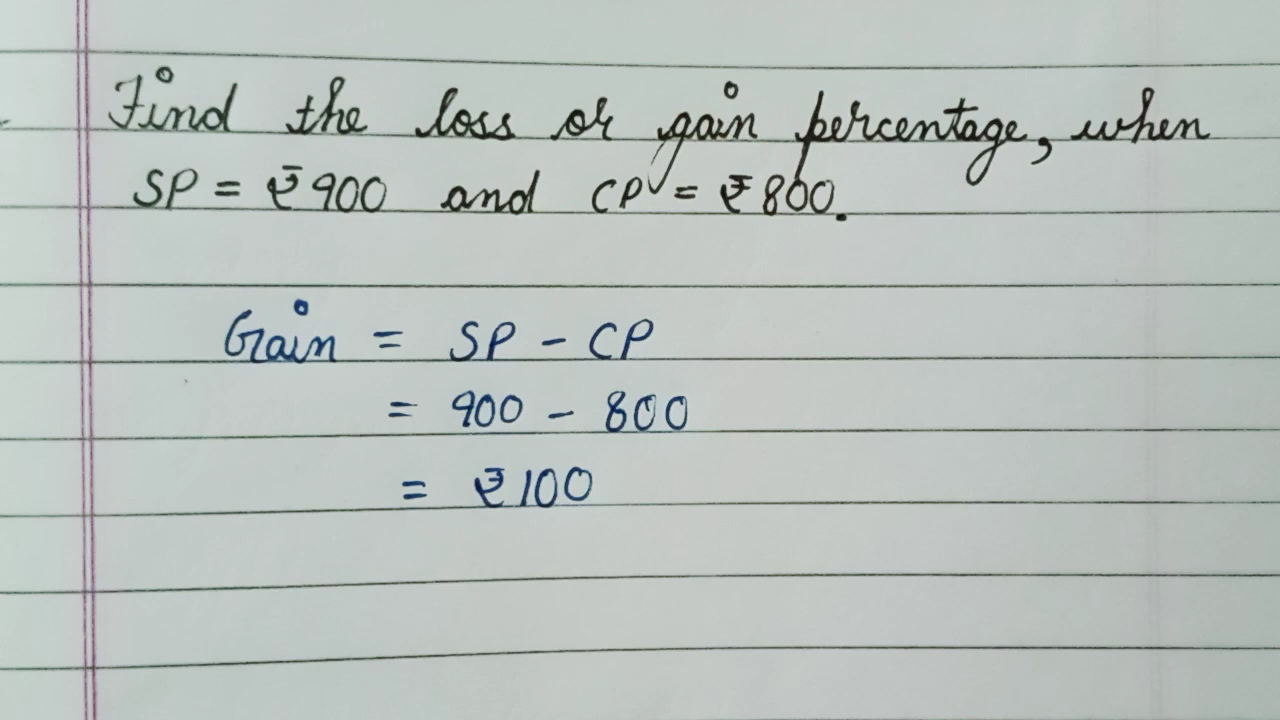 Find the loss or gain percentage, when
SP = ₹900 and CP = ₹800.
Gain = SP - CP
= 900 - 800
= ₹100